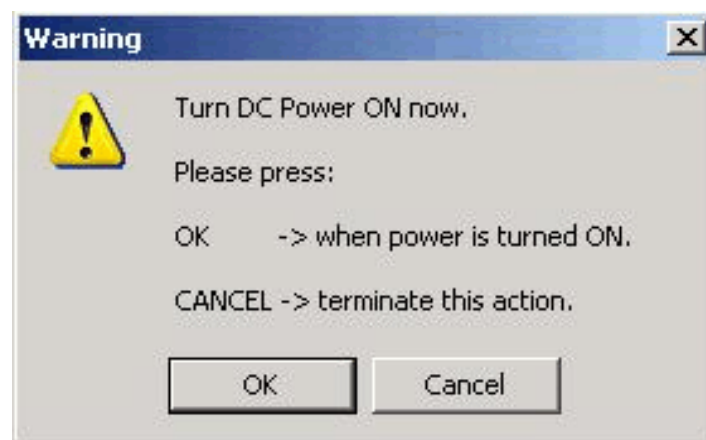 Warning
Turn DC Power ON now.
Please press:
OK -> when power is turned ON.
CANCEL -> terminate this action.
OK Cancel